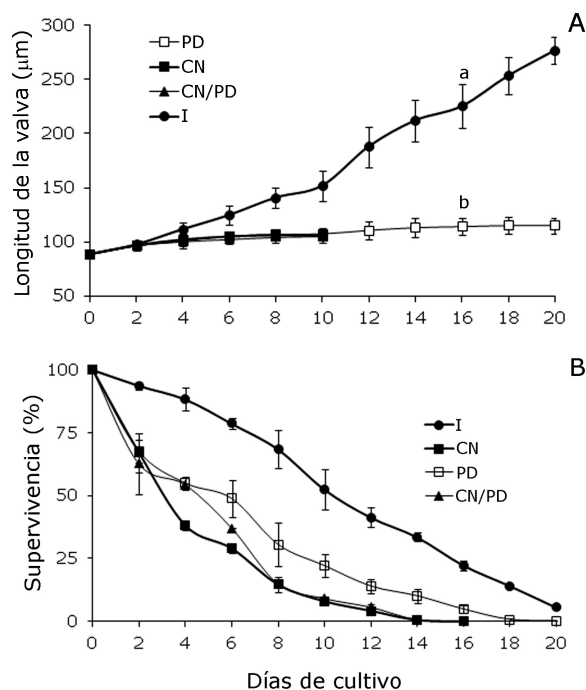 A
PD
CN
CN/PD
I
Longitud de la valva (µm)
300
250
200
150
100
50
a
b
0 2 4 6 8 10 12 14 16 18 20
B
I
CN
PD
CN/PD
Supervivencia (%)
100
75
50
25
0
0 2 4 6 8 10 12 14 16 18 20
Días de cultivo